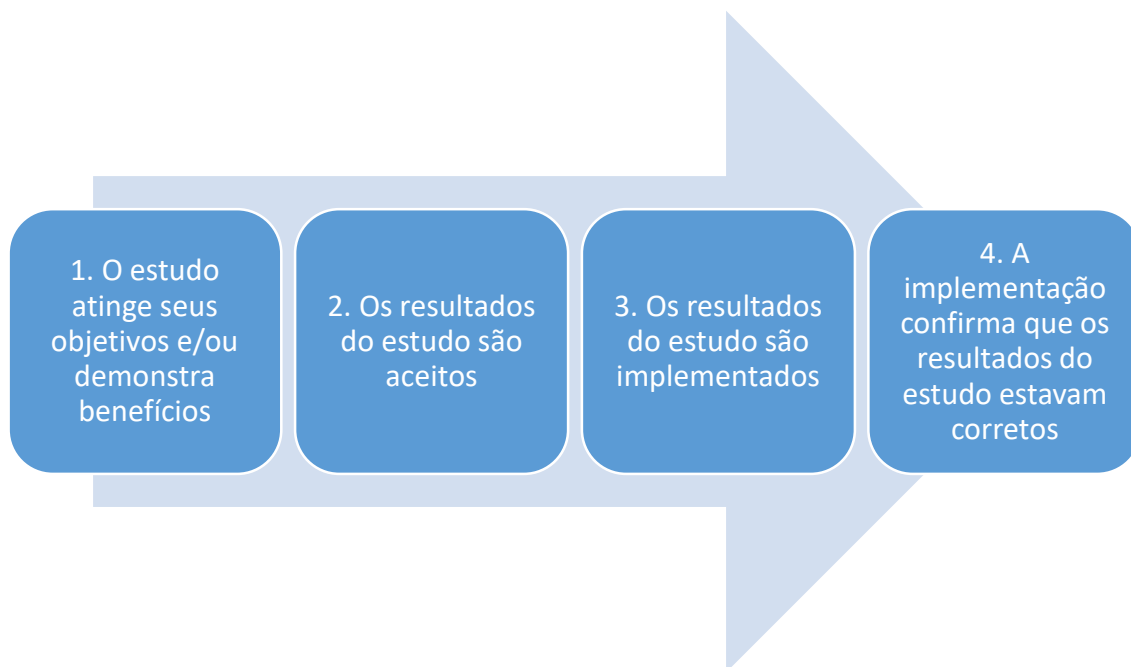 1. O estudo
atinge seus
objetivos e/ou
demonstra
benefícios
2. Os resultados
do estudo são
aceitos
3. Os resultados
do estudo são
implementados
4. A
implementação
confirma que os
resultados do
estudo estavam
corretos